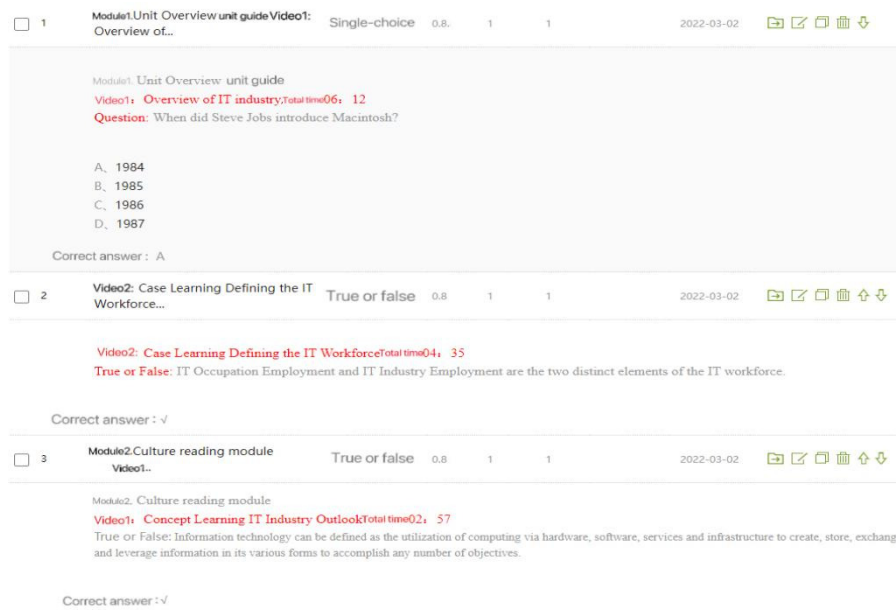 1 Module1.Unit Overview unit guide Video1: Single-choice 0.8. 1 1 2022-03-02
Overview of...
Module1. Unit Overview unit guide
Video1: Overview of IT industry,Total time06: 12
Question: When did Steve Jobs introduce Macintosh?
A、1984
B、1985
C、1986
D、1987
Correct answer : A
2 Video2: Case Learning Defining the IT True or false 0.8 1 1 2022-03-02
Workforce...
Video2: Case Learning Defining the IT WorkforceTotal time04: 35
True or False: IT Occupation Employment and IT Industry Employment are the two distinct elements of the IT workforce.
Correct answer : √
3 Module2.Culture reading module True or false 0.8 1 1 2022-03-02
Video1..
Module2. Culture reading module
Video1: Concept Learning IT Industry OutlookTotal time02: 57
True or False: Information technology can be defined as the utilization of computing via hardware, software, services and infrastructure to create, store, exchang
and leverage information in its various forms to accomplish any number of objectives.
Correct answer :√